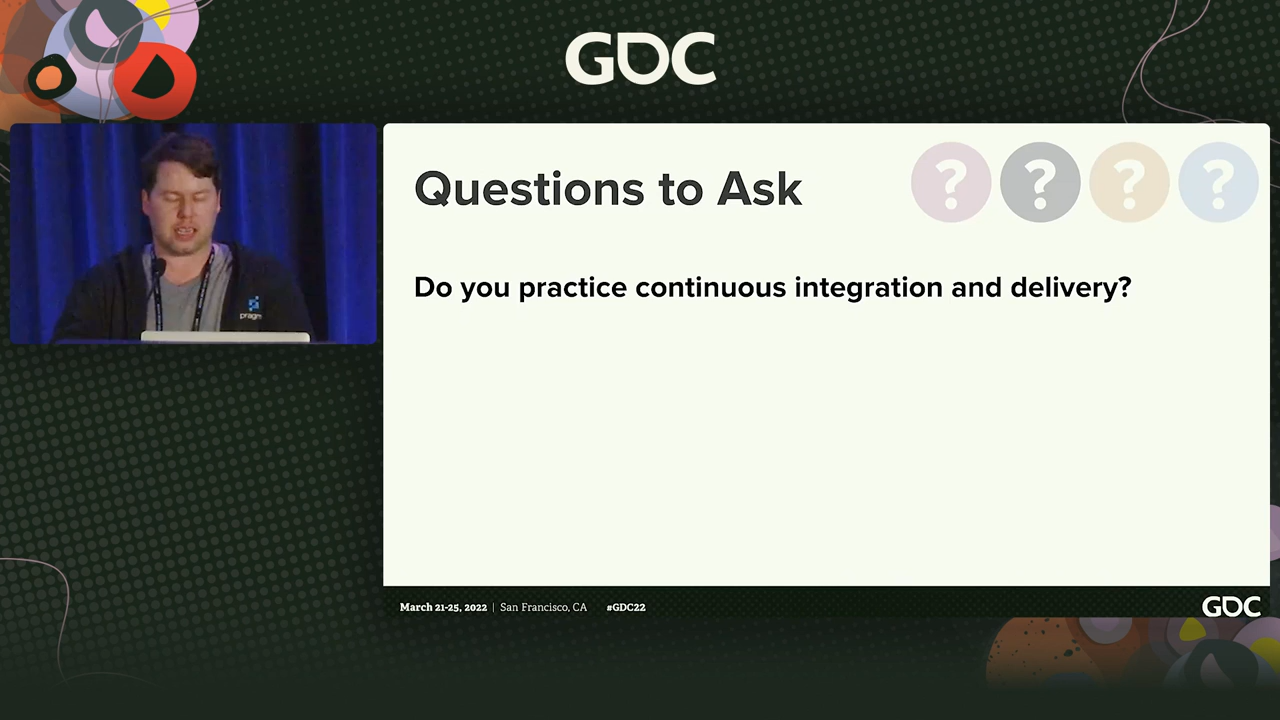 GDC
Questions to Ask
? ? ? ?
Do you practice continuous integration and delivery?
March 21-25, 2022 | San Francisco, CA #GDC22
GDC